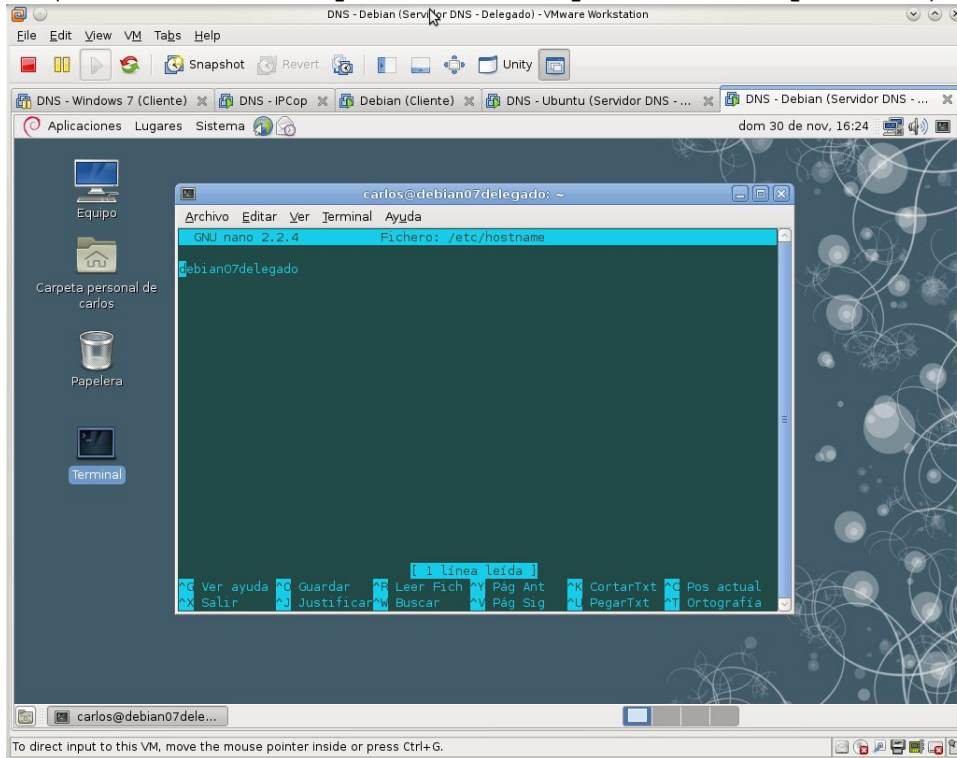 DNS - Debian (Servidor DNS - Delegado) - VMware Workstation
File Edit View VM Tabs Help
Snapshot Revert Unity
DNS - Windows 7 (Cliente) DNS - IPCop Debian (Cliente) DNS - Ubuntu (Servidor DNS - ... DNS - Debian (Servidor DNS - ...
Aplicaciones Lugares Sistema dom 30 de nov, 16:24
Equipo
Carpeta personal de
carlos
Papelera
Terminal
carlos@debian07delegado: ~
Archivo Editar Ver Terminal Ayuda
GNU nano 2.2.4 Fichero: /etc/hostname
debian07delegado
[ 1 línea leída ]
^G Ver ayuda ^O Guardar ^R Leer Fich ^Y Pág Ant ^K CortarTxt ^C Pos actual
^X Salir ^J Justificar ^W Buscar ^V Pág Sig ^U PegarTxt ^T Ortografía
carlos@debian07dele...
To direct input to this VM, move the mouse pointer inside or press Ctrl+G.